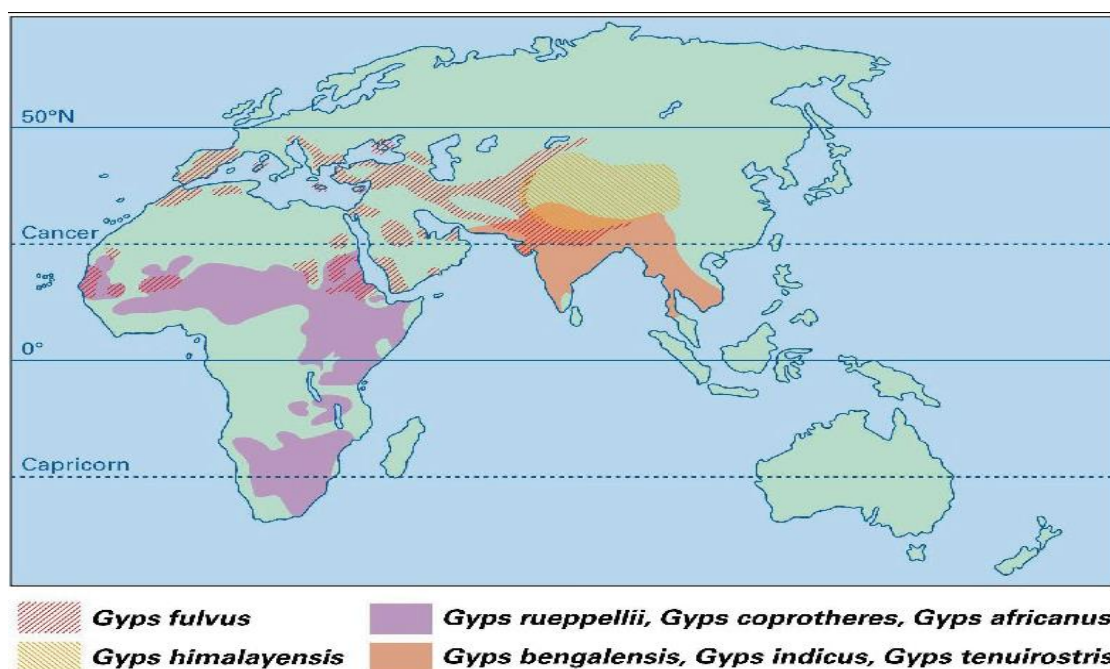 50°N
Cancer
0°
Capricorn
Gyps fulvus
Gyps rueppellii, Gyps coprotheres, Gyps africanus
Gyps himalayensis
Gyps bengalensis, Gyps indicus, Gyps tenuirostris